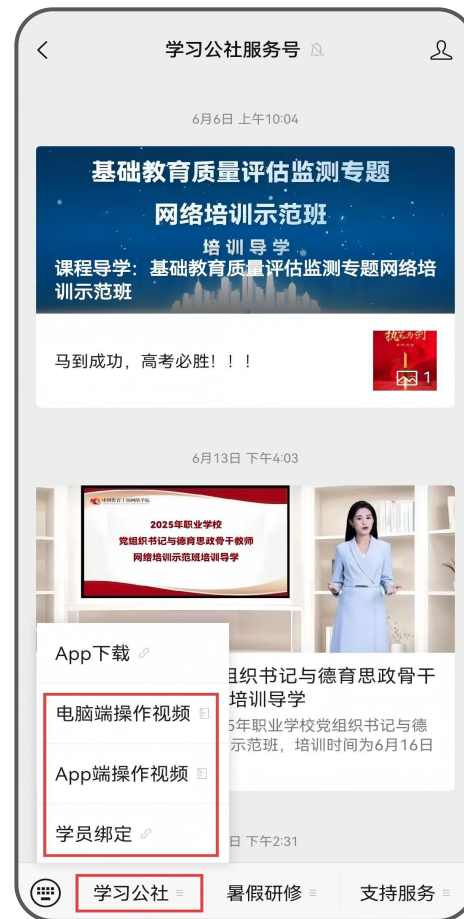 学习公社服务号
6月6日 上午10:04
基础教育质量评估监测专题
网络培训示范班
培训导学
课程导学：基础教育质量评估监测专题网络培
训示范班
马到成功，高考必胜！！！
1
6月13日 下午4:03
中国教育干部网络学院
2025年职业学校
党组织书记与德育思政骨干教师
网络培训示范班培训导学
组织书记与德育思政骨干
培训导学
5年职业学校党组织书记与德
示范班，培训时间为6月16日
App下载
电脑端操作视频
App端操作视频
学员绑定
日 下午2:31
学习公社
暑假研修
支持服务